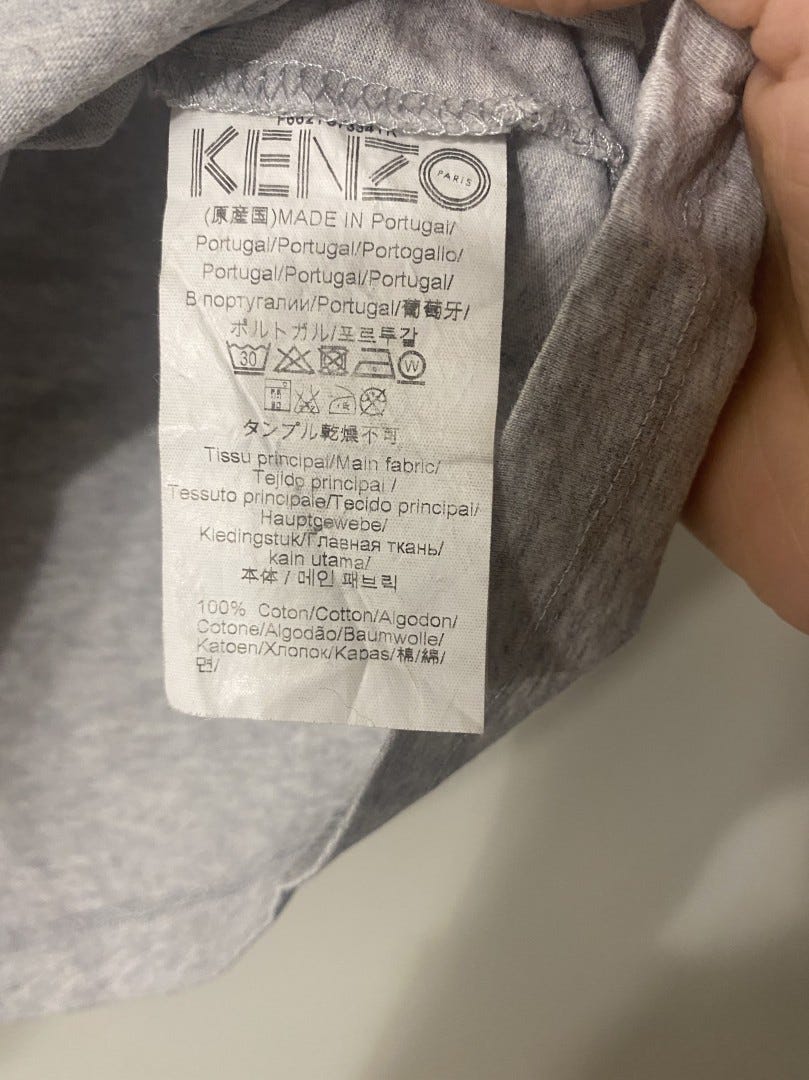 KENZO
PARIS
(原産国)MADE IN Portugal/
Portugal/Portugal/Portogallo/
Portugal/Portugal/Portugal/
В португалии/Portugal/葡萄牙/
ポルトガル/포르투갈
30 W
タンブル乾燥不可
Tissu principal/Main fabric/
Tejido principal /
Tessuto principale/Tecido principal/
Hauptgewebe/
Kledingstuk/Главная ткань/
kain utama/
本体 / 메인 패브릭
100% Coton/Cotton/Algodon/
Cotone/Algodão/Baumwolle/
Katoen/Хлопок/Kapas/棉/綿/
면/